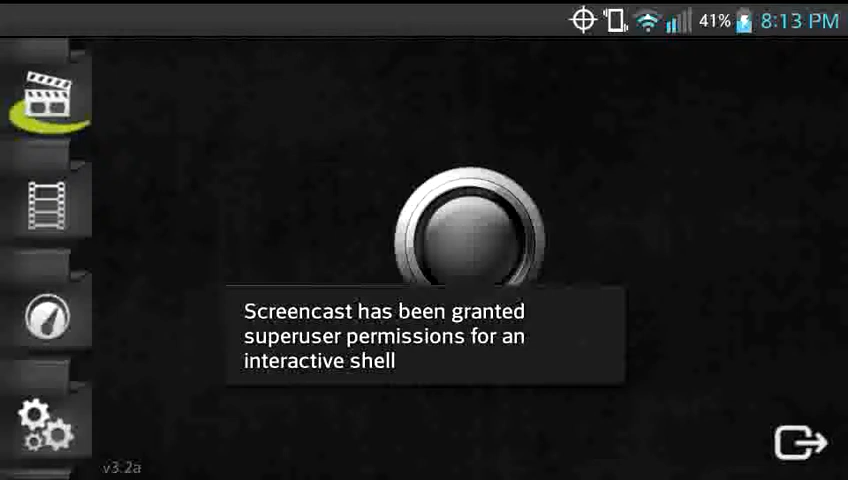 41% 8:13 PM
Screencast has been granted
superuser permissions for an
interactive shell
v3.2a